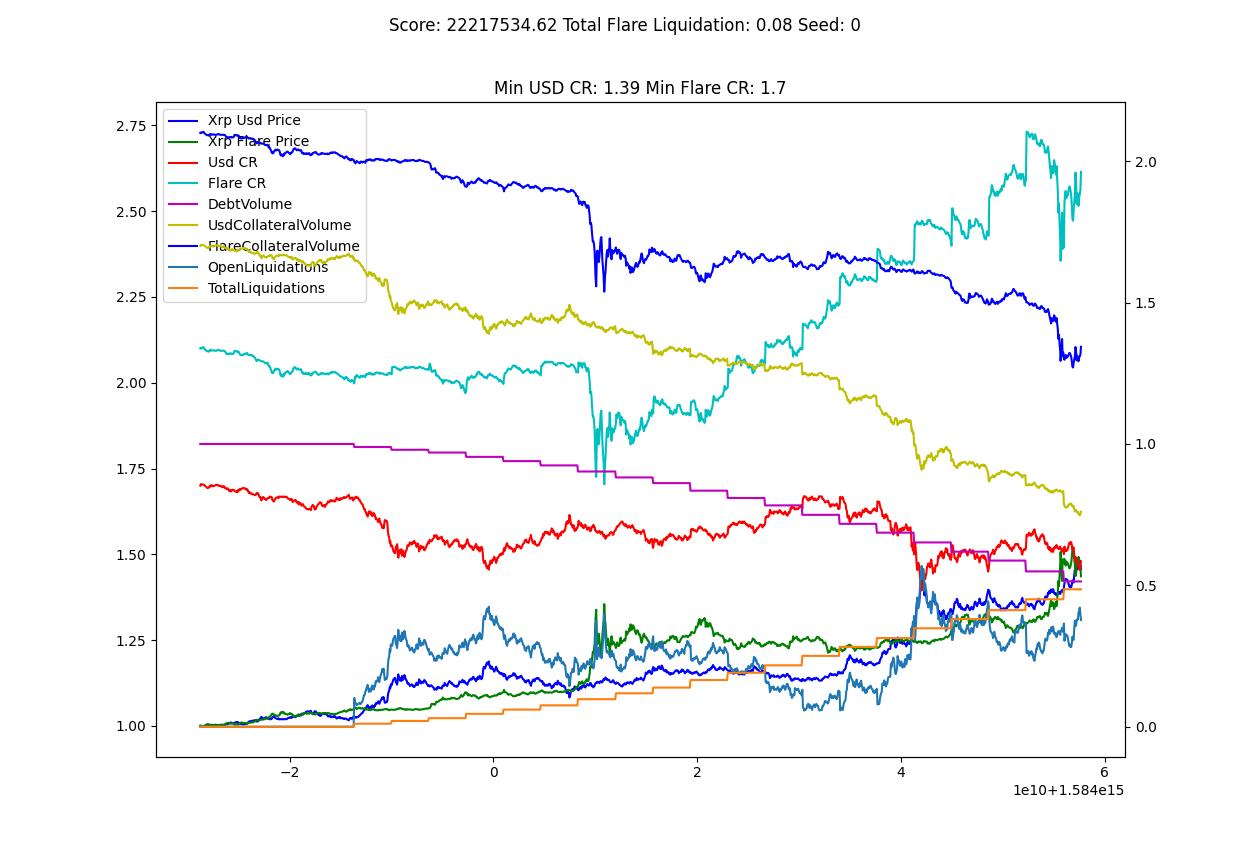 Score: 22217534.62 Total Flare Liquidation: 0.08 Seed: 0
Min USD CR: 1.39 Min Flare CR: 1.7
Xrp Usd Price
Xrp Flare Price
Usd CR
Flare CR
DebtVolume
UsdCollateralVolume
FlareCollateralVolume
OpenLiquidations
TotalLiquidations
2.75
2.50
2.25
2.00
1.75
1.50
1.25
1.00
2.0
1.5
1.0
0.5
0.0
−2
0
2
4
6
1e10+1.584e15